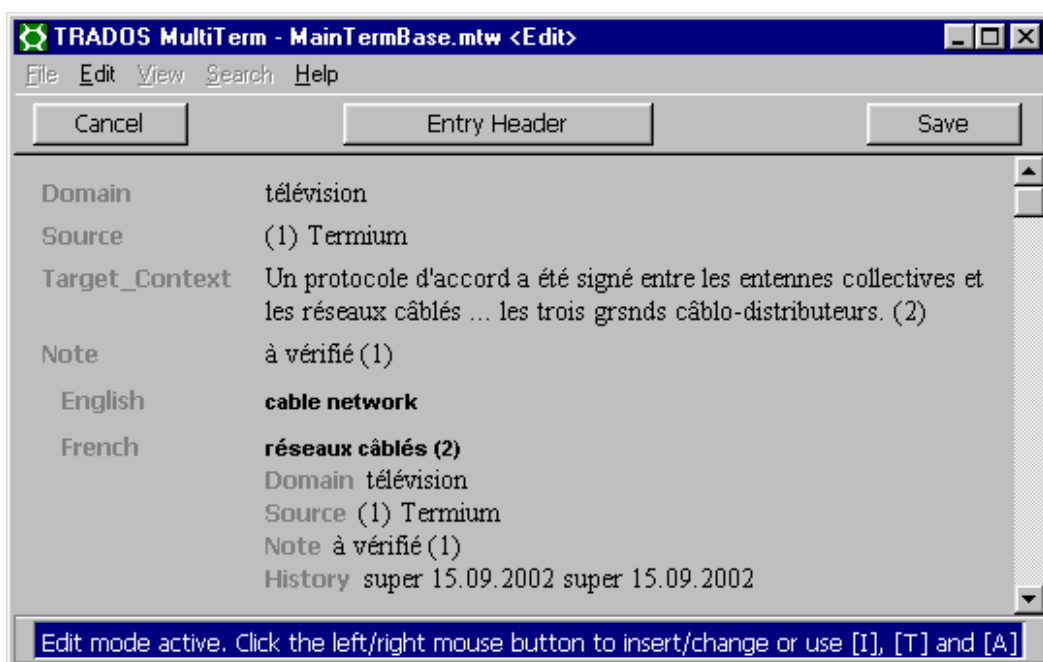 TRADOS MultiTerm - MainTermBase.mtw <Edit>
File Edit View Search Help
Cancel Entry Header Save
Domain télévision
Source (1) Termium
Target_Context Un protocole d'accord a été signé entre les entennes collectives et
les réseaux câblés ... les trois grsnds câblo-distributeurs. (2)
Note à vérifié (1)
English cable network
French réseaux câblés (2)
Domain télévision
Source (1) Termium
Note à vérifié (1)
History super 15.09.2002 super 15.09.2002
Edit mode active. Click the left/right mouse button to insert/change or use [I], [T] and [A]